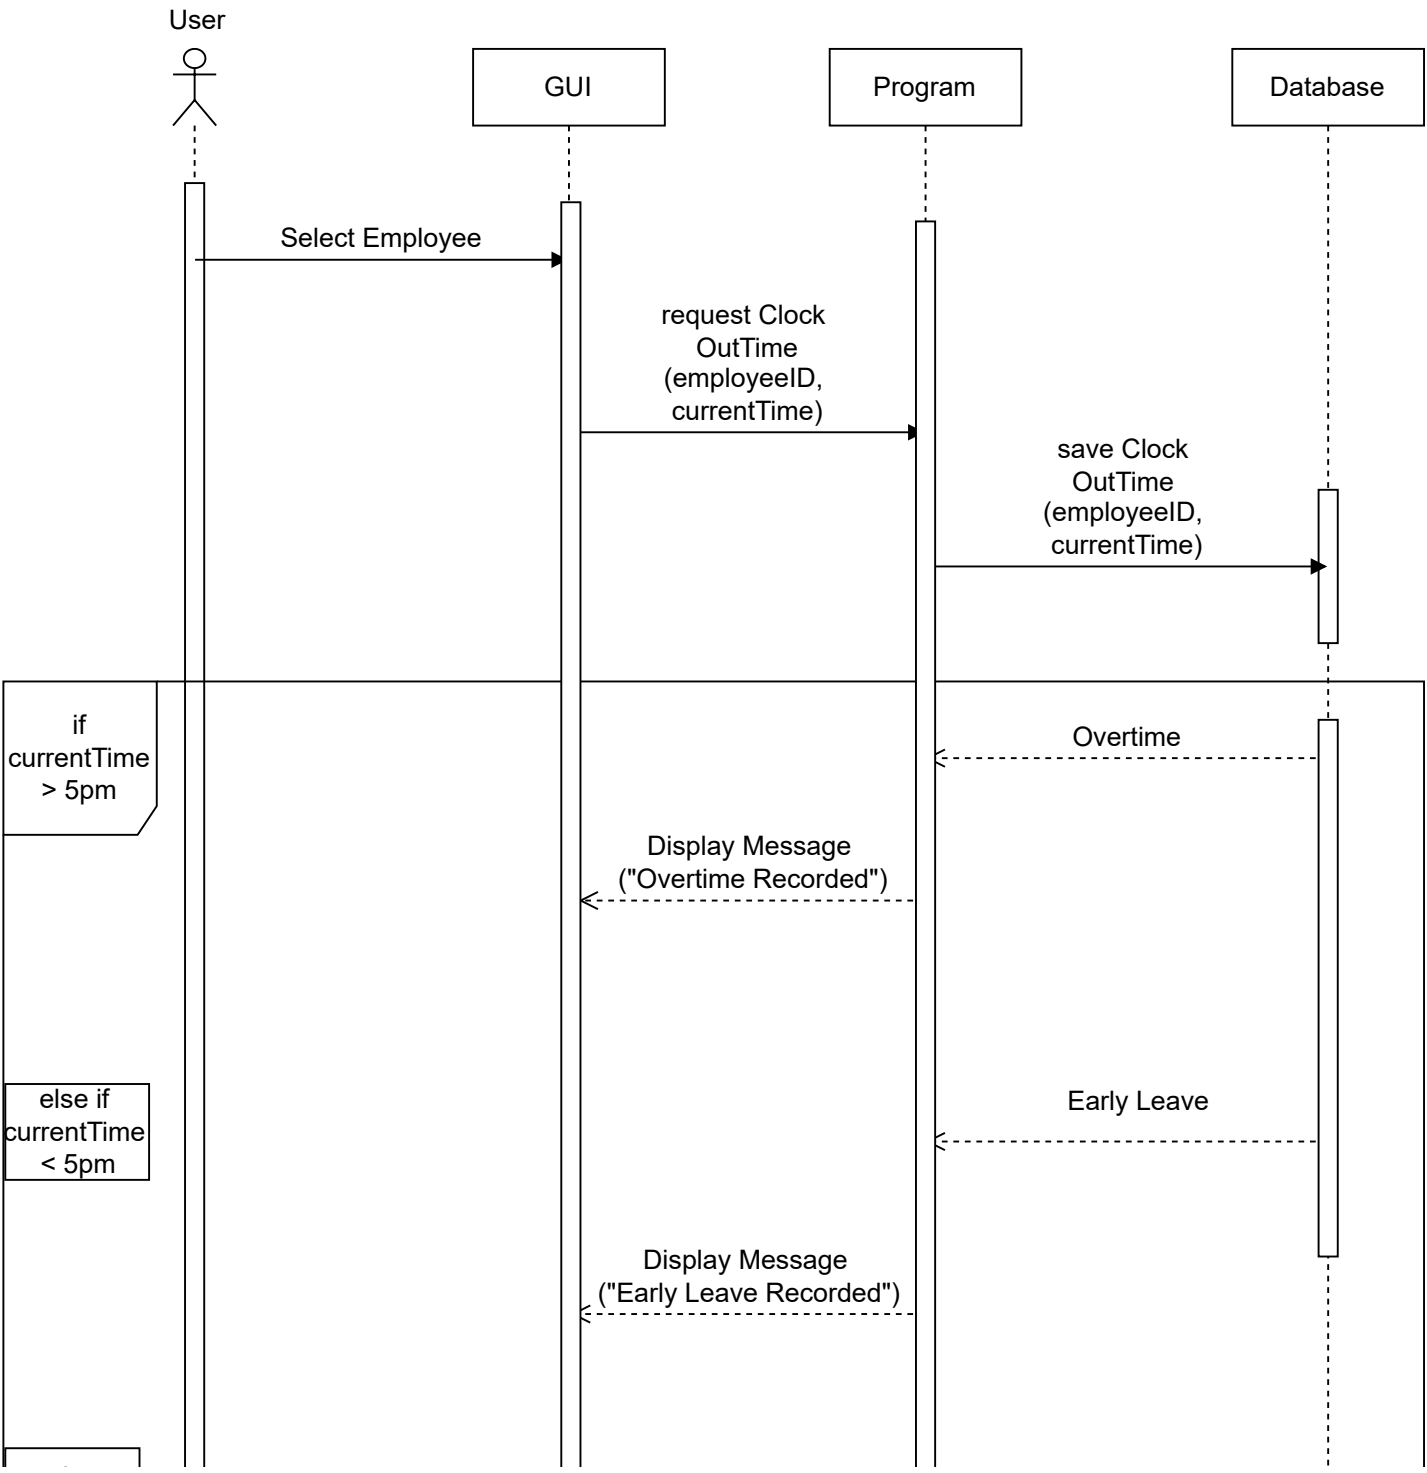 User
GUI
Program
Database
Select Employee
request Clock
OutTime
(employeeID,
currentTime)
save Clock
OutTime
(employeeID,
currentTime)
if
currentTime
> 5pm
Overtime
Display Message
("Overtime Recorded")
else if
currentTime
< 5pm
Early Leave
Display Message
("Early Leave Recorded")